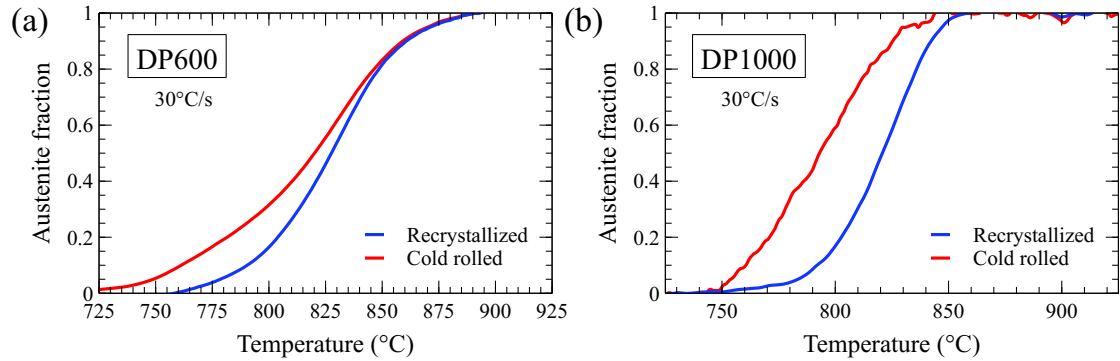 (a)
DP600
30°C/s
Austenite fraction
1
0.8
0.6
0.4
0.2
0
725 750 775 800 825 850 875 900 925
Temperature (°C)
Recrystallized
Cold rolled
(b)
DP1000
30°C/s
Austenite fraction
1
0.8
0.6
0.4
0.2
0
750 800 850 900
Temperature (°C)
Recrystallized
Cold rolled